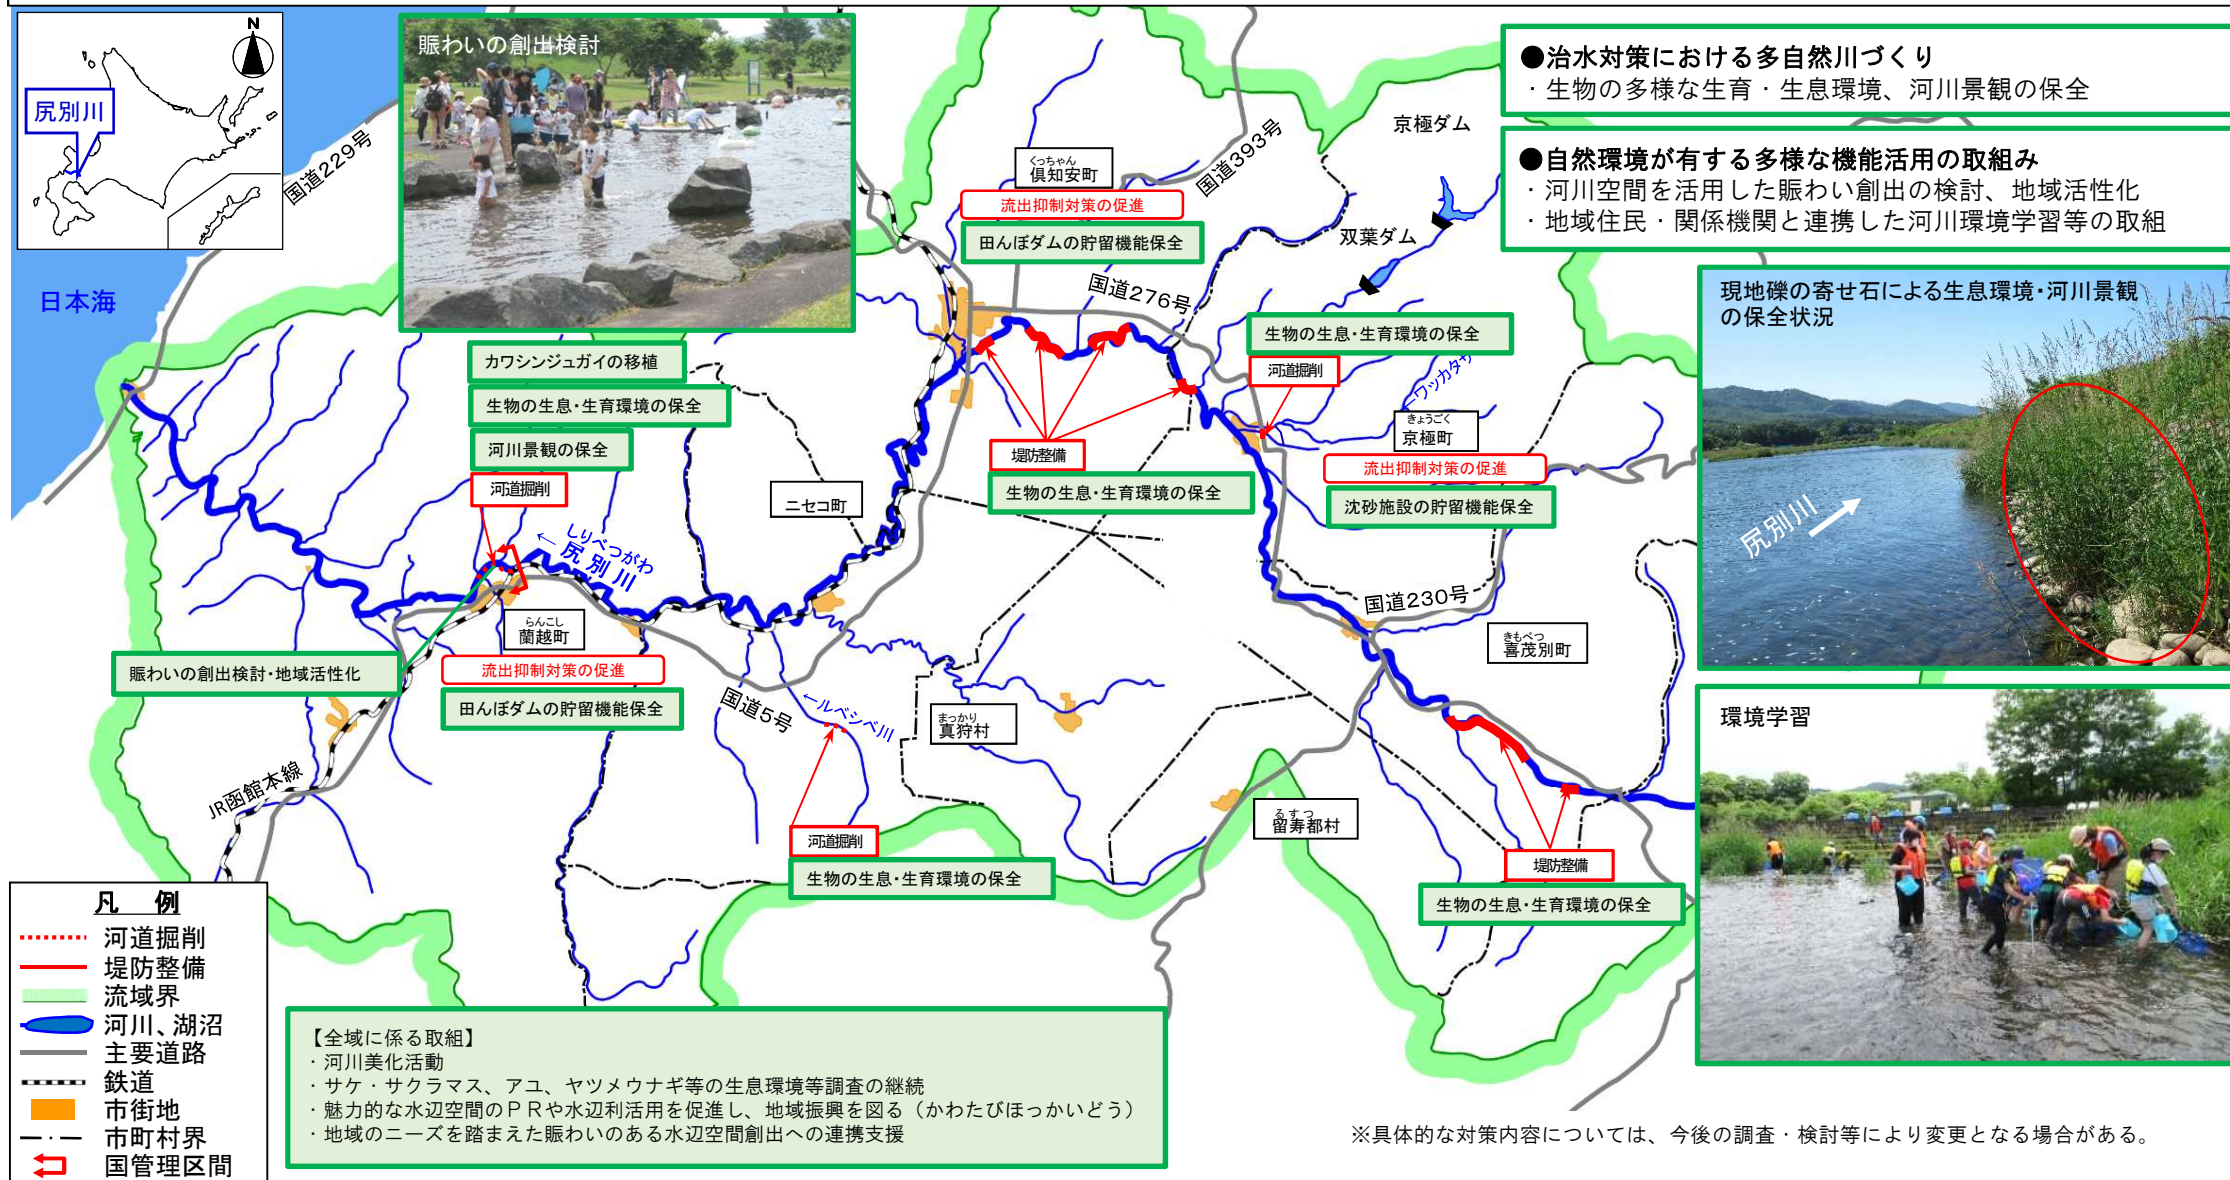 N
尻別川
国道229号
日本海
賑わいの創出検討
●治水対策における多自然川づくり
・生物の多様な生育・生息環境、河川景観の保全
●自然環境が有する多様な機能活用の取組み
・河川空間を活用した賑わい創出の検討、地域活性化
・地域住民・関係機関と連携した河川環境学習等の取組
京極ダム
双葉ダム
国道393号
くっちゃん
倶知安町
流出抑制対策の促進
田んぼダムの貯留機能保全
国道276号
現地礫の寄せ石による生息環境・河川景観
の保全状況
尻別川
カワシンジュガイの移植
生物の生息・生育環境の保全
河川景観の保全
河道掘削
生物の生息・生育環境の保全
河道掘削
ワッカタサ
きょうごく
京極町
流出抑制対策の促進
沈砂施設の貯留機能保全
堤防整備
生物の生息・生育環境の保全
ニセコ町
しりべつがわ
←尻別川
らんこし
蘭越町
流出抑制対策の促進
田んぼダムの貯留機能保全
賑わいの創出検討・地域活性化
国道5号
←ルベシベ川
まっかり
真狩村
国道230号
きもべつ
喜茂別町
環境学習
JR函館本線
河道掘削
生物の生息・生育環境の保全
るすつ
留寿都村
堤防整備
生物の生息・生育環境の保全
凡 例
河道掘削
堤防整備
流域界
河川、湖沼
主要道路
鉄道
市街地
市町村界
国管理区間
【全域に係る取組】
・河川美化活動
・サケ・サクラマス、アユ、ヤツメウナギ等の生息環境等調査の継続
・魅力的な水辺空間のＰＲや水辺利活用を促進し、地域振興を図る（かわたびほっかいどう）
・地域のニーズを踏まえた賑わいのある水辺空間創出への連携支援
※具体的な対策内容については、今後の調査・検討等により変更となる場合がある。